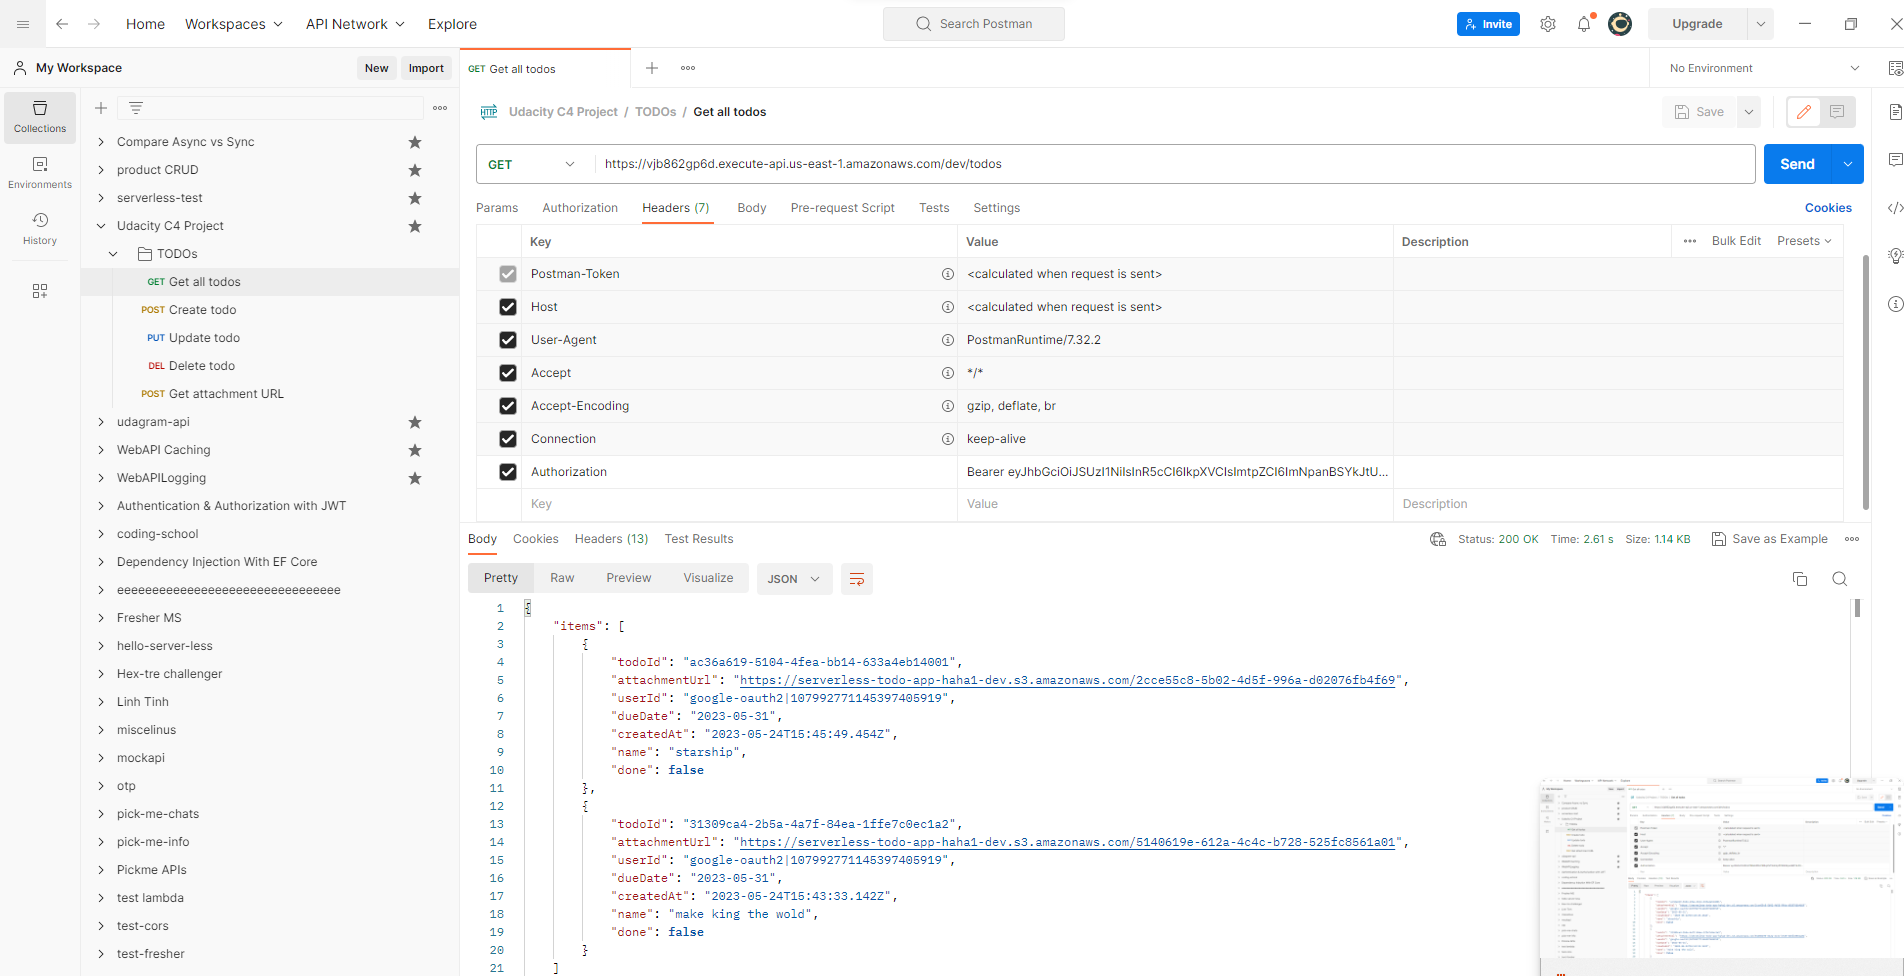 Home Workspaces API Network Explore Search Postman Invite Upgrade
My Workspace New Import
GET Get all todos
No Environment
Collections
Environments
History
Compare Async vs Sync
product CRUD
serverless-test
Udacity C4 Project
TODOs
GET Get all todos
POST Create todo
PUT Update todo
DEL Delete todo
POST Get attachment URL
udagram-api
WebAPI Caching
WebAPILogging
Authentication & Authorization with JWT
coding-school
Dependency Injection With EF Core
eeeeeeeeeeeeeeeeeeeeeeeeeeeeeeee
Fresher MS
hello-server-less
Hex-tre challenger
Linh Tinh
miscelinus
mockapi
otp
pick-me-chats
pick-me-info
Pickme APIs
test lambda
test-cors
test-fresher
HTTP Udacity C4 Project / TODOs / Get all todos Save
GET https://vjb862gp6d.execute-api.us-east-1.amazonaws.com/dev/todos Send
Params Authorization Headers (7) Body Pre-request Script Tests Settings Cookies
Key Value Description Bulk Edit Presets
Postman-Token <calculated when request is sent>
Host <calculated when request is sent>
User-Agent PostmanRuntime/7.32.2
Accept */*
Accept-Encoding gzip, deflate, br
Connection keep-alive
Authorization Bearer eyJhbGciOiJSUzI1NiIsInR5cCI6IkpXVCIsImtpZCI6ImNpanBSYkJtU...
Key Value Description
Body Cookies Headers (13) Test Results Status: 200 OK Time: 2.61 s Size: 1.14 KB Save as Example
Pretty Raw Preview Visualize JSON
1 {
2 "items": [
3 {
4 "todoId": "ac36a619-5104-4fea-bb14-633a4eb14001",
5 "attachmentUrl": "https://serverless-todo-app-haha1-dev.s3.amazonaws.com/2cce55c8-5b02-4d5f-996a-d02076fb4f69",
6 "userId": "google-oauth2|107992771145397405919",
7 "dueDate": "2023-05-31",
8 "createdAt": "2023-05-24T15:45:49.454Z",
9 "name": "starship",
10 "done": false
11 },
12 {
13 "todoId": "31309ca4-2b5a-4a7f-84ea-1ffe7c0ec1a2",
14 "attachmentUrl": "https://serverless-todo-app-haha1-dev.s3.amazonaws.com/5140619e-612a-4c4c-b728-525fc8561a01",
15 "userId": "google-oauth2|107992771145397405919",
16 "dueDate": "2023-05-31",
17 "createdAt": "2023-05-24T15:43:33.142Z",
18 "name": "make king the wold",
19 "done": false
20 }
21 ]